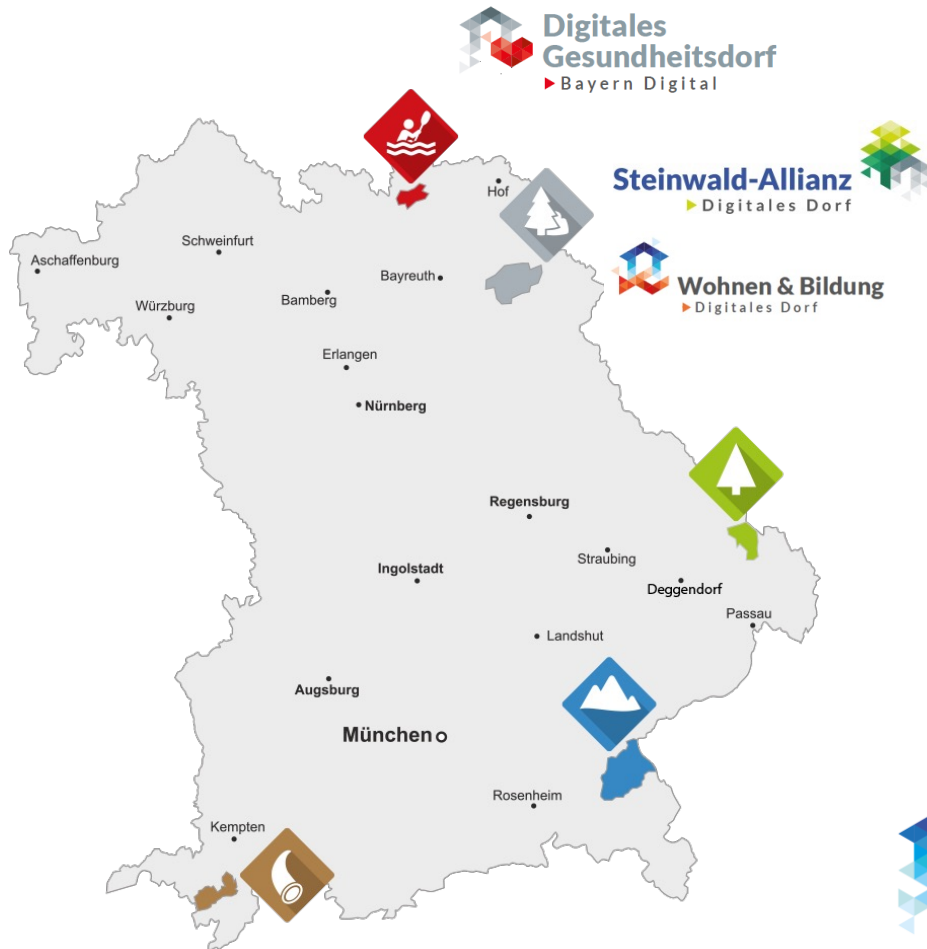 Digitales
Gesundheitsdorf
Bayern Digital
Steinwald-Allianz
Digitales Dorf
Hof
Schweinfurt
Aschaffenburg
Bayreuth
Wohnen & Bildung
Digitales Dorf
Würzburg
Bamberg
Erlangen
Nürnberg
Regensburg
Straubing
Ingolstadt
Deggendorf
Passau
Landshut
Augsburg
München
Rosenheim
Kempten